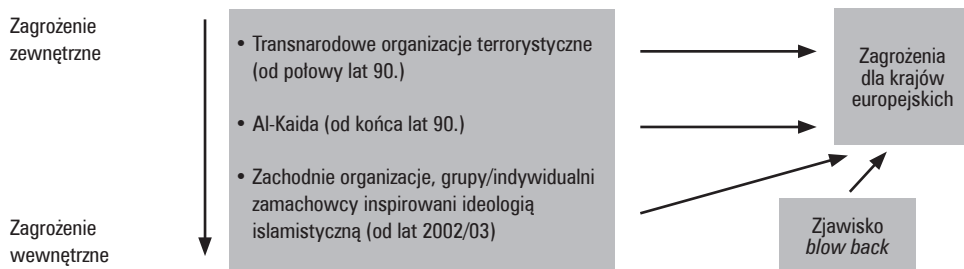 Zagrożenie
zewnętrzne
• Transnarodowe organizacje terrorystyczne
(od połowy lat 90.)
• Al-Kaida (od końca lat 90.)
• Zachodnie organizacje, grupy/indywidualni
zamachowcy inspirowani ideologią
islamistyczną (od lat 2002/03)
Zagrożenie
wewnętrzne
Zagrożenia
dla krajów
europejskich
Zjawisko
blow back